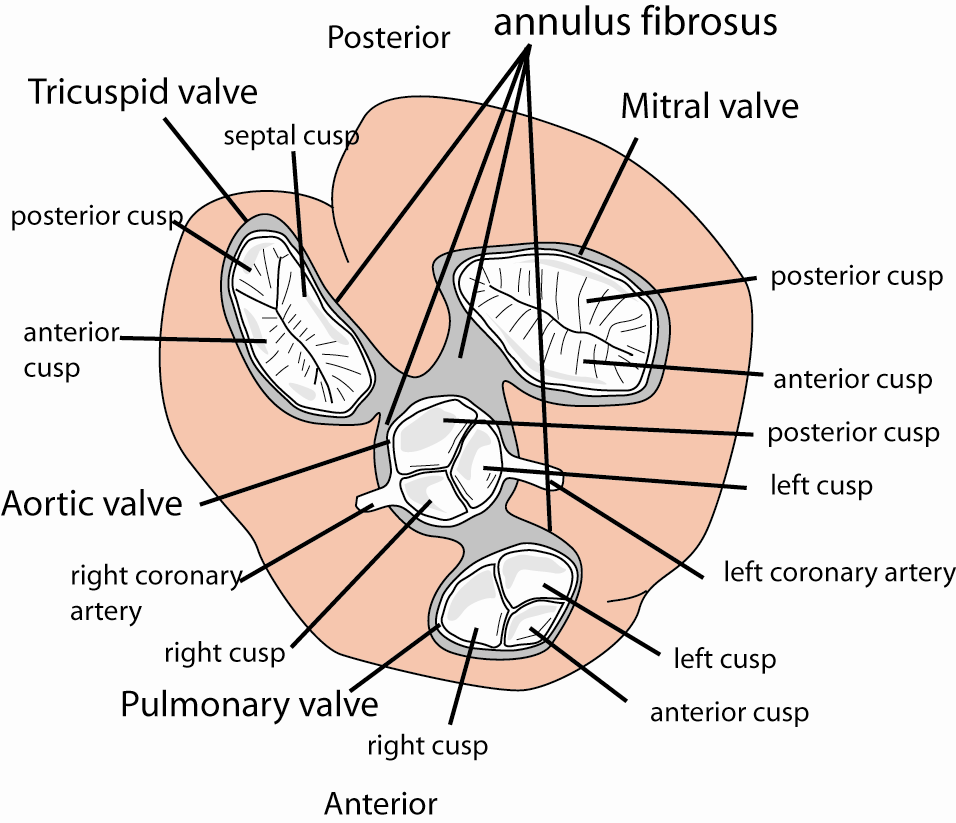 annulus fibrosus
Posterior
Tricuspid valve
Mitral valve
septal cusp
posterior cusp
posterior cusp
anterior
cusp
anterior cusp
posterior cusp
left cusp
Aortic valve
right coronary
artery
left coronary artery
right cusp
left cusp
Pulmonary valve
anterior cusp
right cusp
Anterior